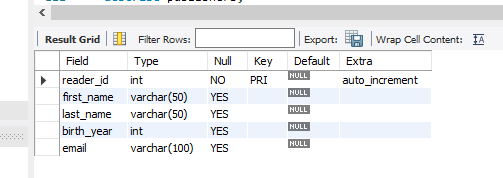 Result Grid Filter Rows: Export: Wrap Cell Content: IA
Field Type Null Key Default Extra
reader_id int NO PRI NULL auto_increment
first_name varchar(50) YES NULL
last_name varchar(50) YES NULL
birth_year int YES NULL
email varchar(100) YES NULL